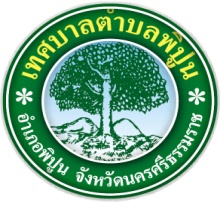 เทศบาลตำบลพิปูน
อำเภอพิปูน จังหวัดนครศรีธรรมราช